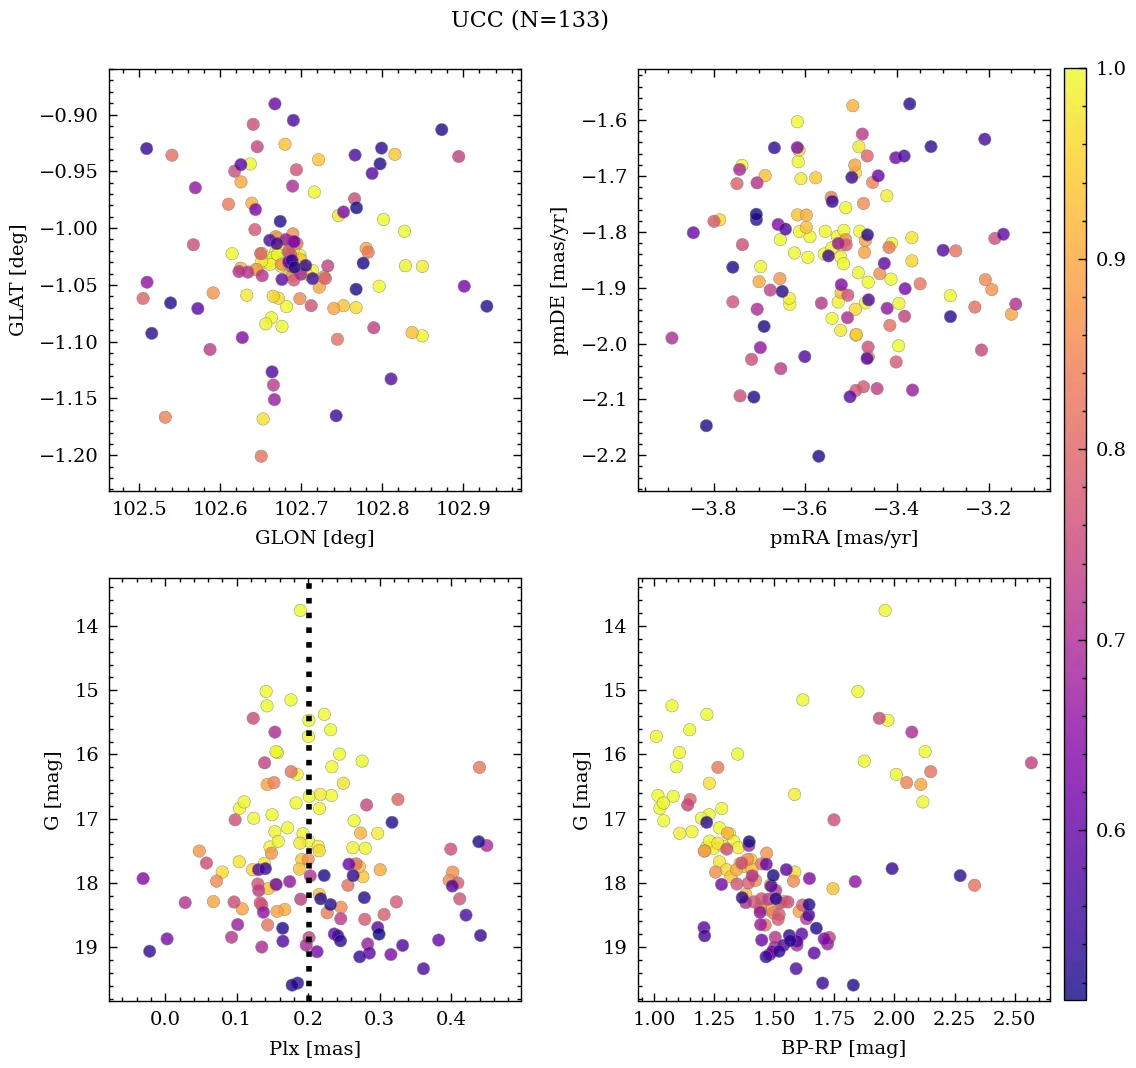 UCC (N=133)
−0.90
−0.95
−1.00
−1.05
−1.10
−1.15
−1.20
GLAT [deg]
102.5 102.6 102.7 102.8 102.9
GLON [deg]
−1.6
−1.7
−1.8
−1.9
−2.0
−2.1
−2.2
pmDE [mas/yr]
−3.8 −3.6 −3.4 −3.2
pmRA [mas/yr]
1.0
0.9
0.8
0.7
0.6
14
15
16
17
18
19
G [mag]
0.0 0.1 0.2 0.3 0.4
Plx [mas]
14
15
16
17
18
19
G [mag]
1.00 1.25 1.50 1.75 2.00 2.25 2.50
BP-RP [mag]